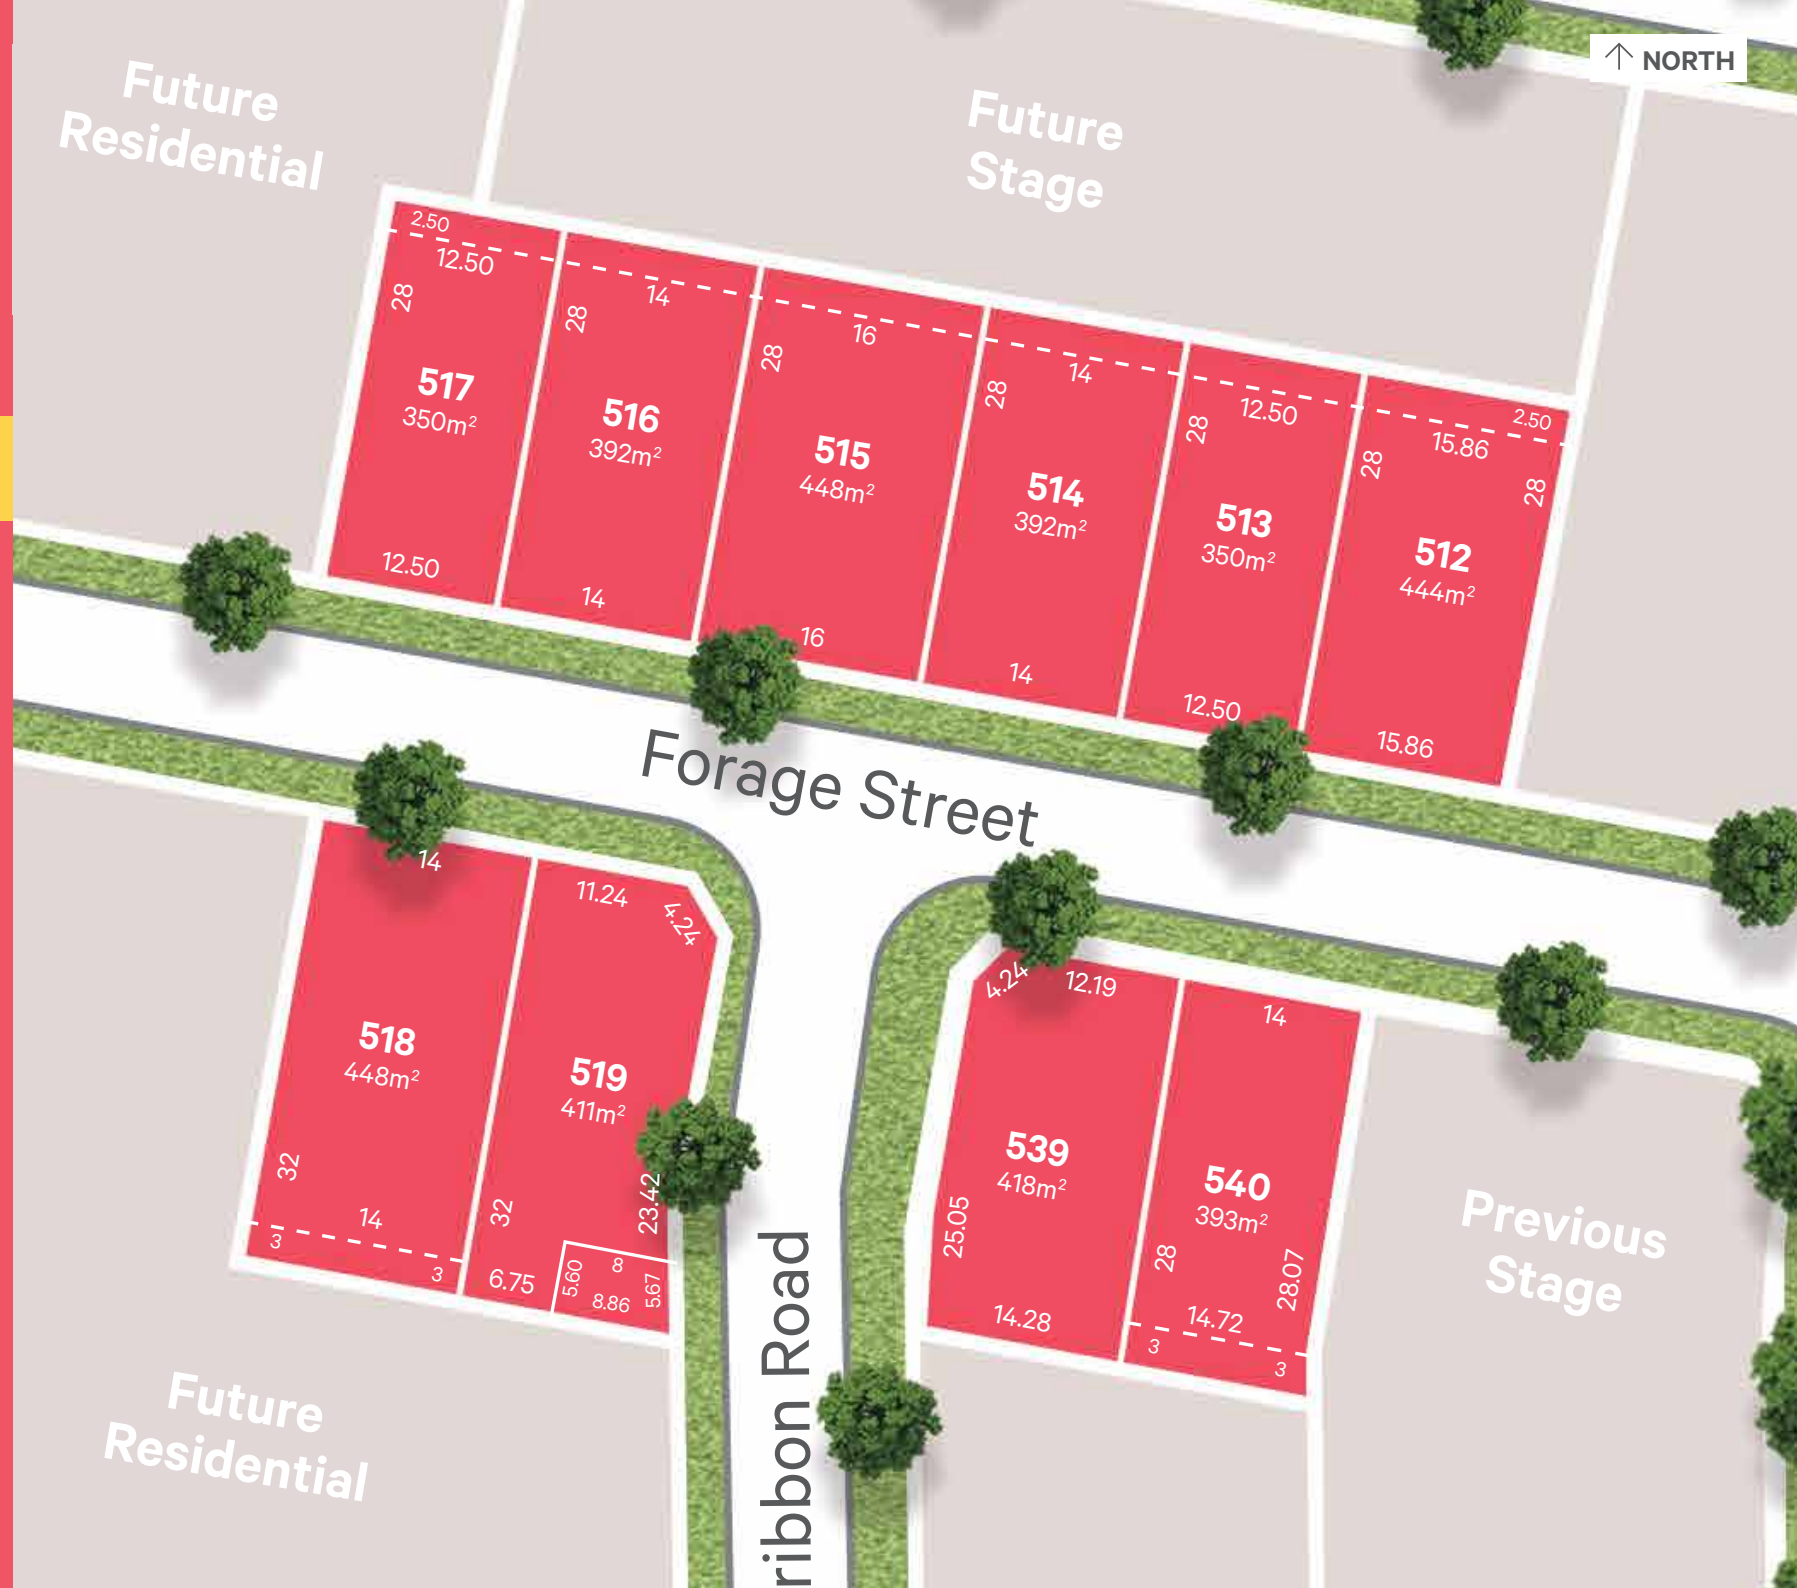 NORTH
Future
Residential
Future
Stage
2.50
12.50
28
517
350m²
12.50
14
28
516
392m²
14
16
28
515
448m²
16
14
28
514
392m²
14
12.50
28
513
350m²
12.50
2.50
15.86
28
28
512
444m²
15.86
Forage Street
14
518
448m²
32
14
3
3
11.24
4.24
519
411m²
32
23.42
6.75
5.60
8
8.86
5.67
4.24
12.19
539
418m²
25.05
14.28
14
540
393m²
28
28.07
14.72
3
3
Previous
Stage
Future
Residential
ribbon Road